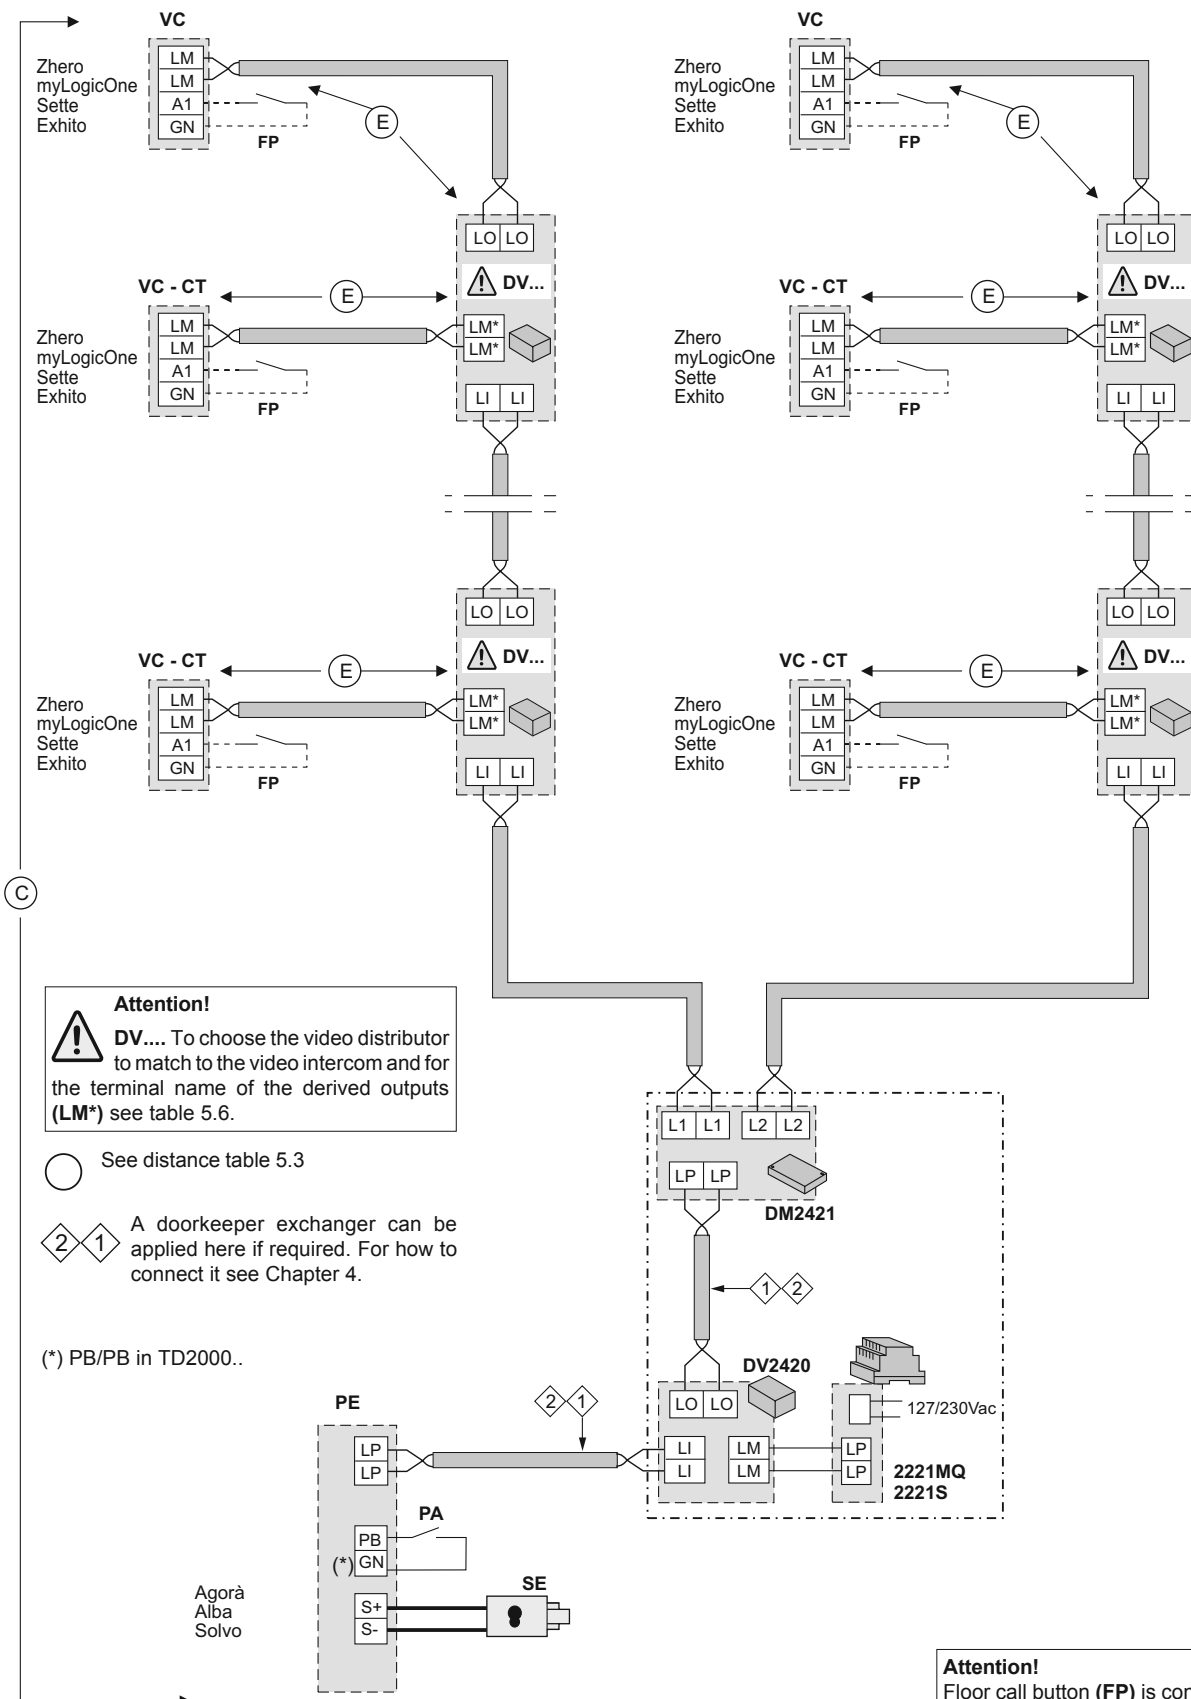 VC
VC
LM
LM
A1
GN
Zhero
myLogicOne
Sette
Exhito
E
FP
LM
LM
A1
GN
Zhero
myLogicOne
Sette
Exhito
E
FP
LO LO
DV...
LM*
LM*
LI LI
LO LO
DV...
LM*
LM*
LI LI
VC - CT
E
LM
LM
A1
GN
Zhero
myLogicOne
Sette
Exhito
FP
VC - CT
E
LM
LM
A1
GN
Zhero
myLogicOne
Sette
Exhito
FP
LO LO
DV...
LM*
LM*
LI LI
LO LO
DV...
LM*
LM*
LI LI
VC - CT
E
LM
LM
A1
GN
Zhero
myLogicOne
Sette
Exhito
FP
VC - CT
E
LM
LM
A1
GN
Zhero
myLogicOne
Sette
Exhito
FP
C
Attention!
DV.... To choose the video distributor
to match to the video intercom and for
the terminal name of the derived outputs
(LM*) see table 5.6.
See distance table 5.3
2 1
A doorkeeper exchanger can be
applied here if required. For how to
connect it see Chapter 4.
(*) PB/PB in TD2000..
L1 L1 L2 L2
LP LP
DM2421
1 2
DV2420
LO LO
LI
LI
LM
LM
127/230Vac
LP
LP
2221MQ
2221S
2 1
PE
LP
LP
PA
PB
(*) GN
SE
S+
S-
Agorà
Alba
Solvo
Attention!
Floor call button (FP) is con